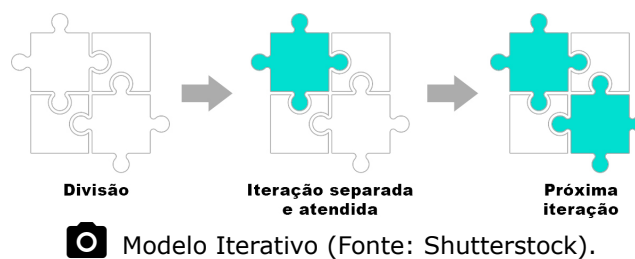 Divisão
Iteração separada
e atendida
Próxima
iteração
Modelo Iterativo (Fonte: Shutterstock).